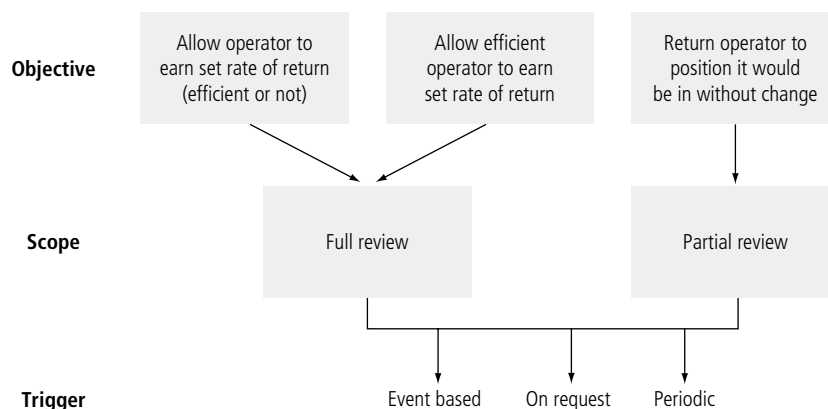 Objective
Allow operator to
earn set rate of return
(efficient or not)
Allow efficient
operator to earn
set rate of return
Return operator to
position it would
be in without change
Scope
Full review
Partial review
Trigger
Event based
On request
Periodic